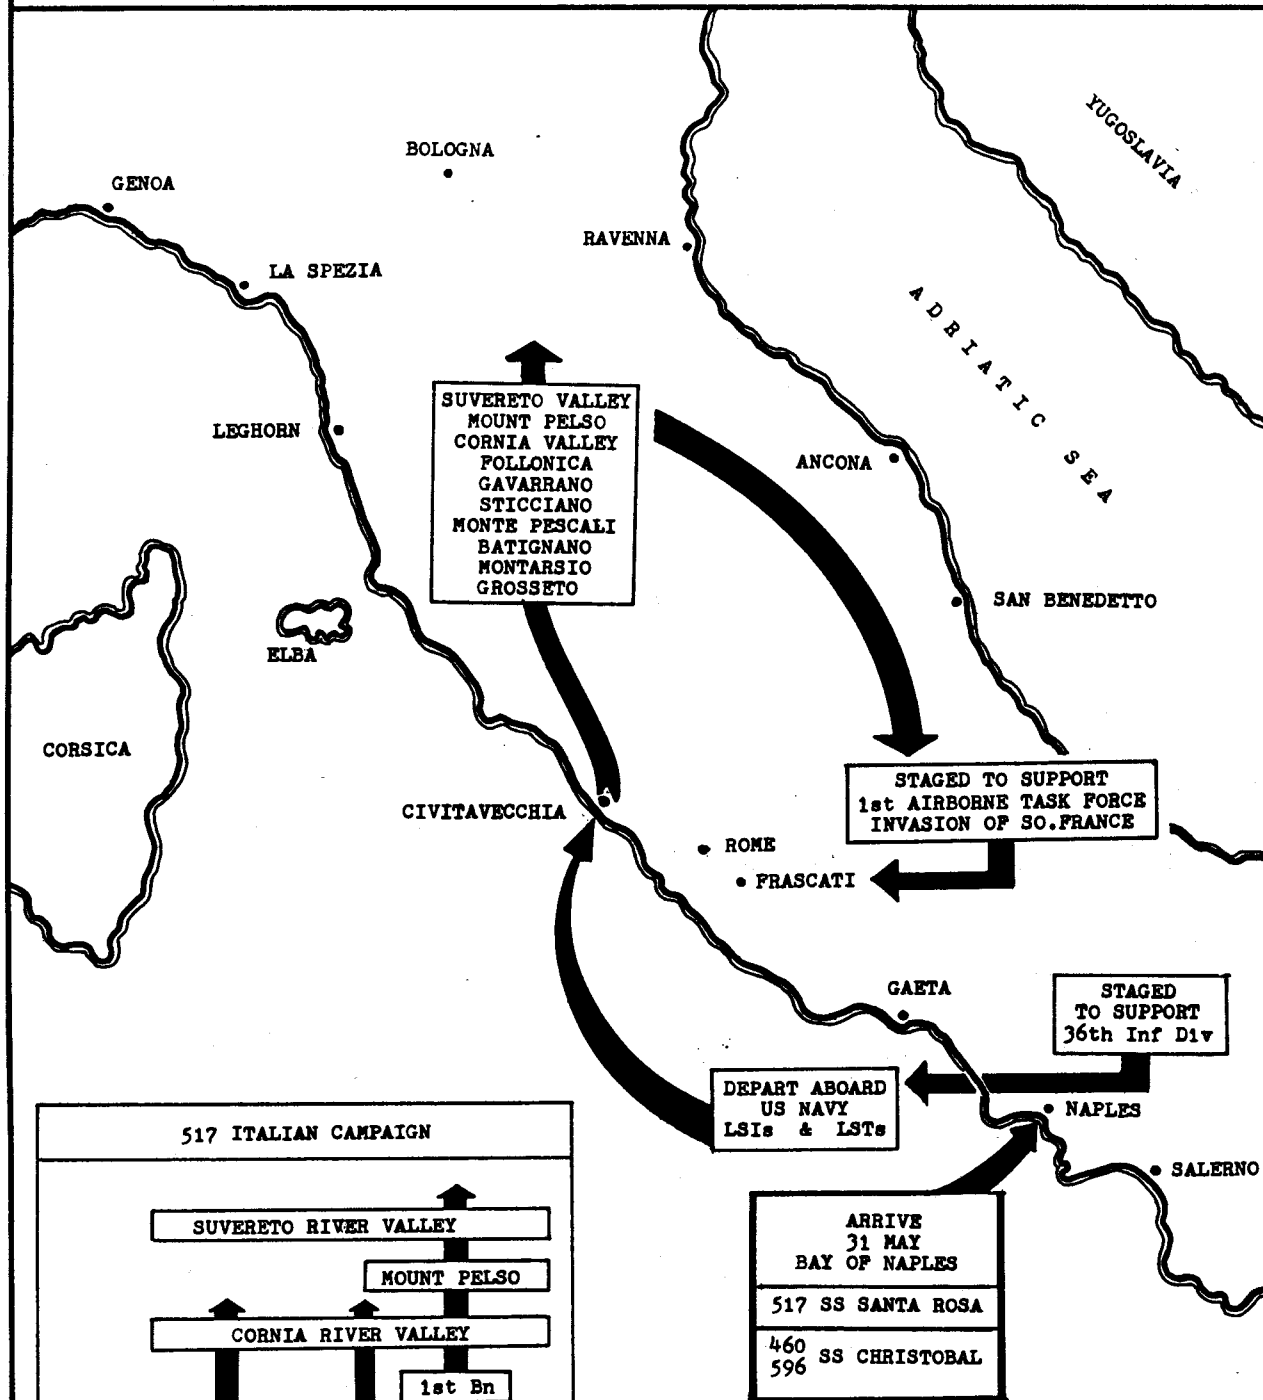 YUGOSLAVIA
BOLOGNA
GENOA
RAVENNA
LA SPEZIA
ADRIATIC SEA
SUVERETO VALLEY
MOUNT PELSO
CORNIA VALLEY
FOLLONICA
GAVARRANO
STICCIANO
MONTE PESCALI
BATIGNANO
MONTARSIO
GROSSETO
LEGHORN
ANCONA
SAN BENEDETTO
ELBA
CORSICA
STAGED TO SUPPORT
1st AIRBORNE TASK FORCE
INVASION OF SO.FRANCE
CIVITAVECCHIA
ROME
FRASCATI
GAETA
STAGED
TO SUPPORT
36th Inf Div
DEPART ABOARD
US NAVY
LSIs & LSTs
NAPLES
SALERNO
ARRIVE
31 MAY
BAY OF NAPLES
517 SS SANTA ROSA
460
596 SS CHRISTOBAL
517 ITALIAN CAMPAIGN
SUVERETO RIVER VALLEY
MOUNT PELSO
CORNIA RIVER VALLEY
1st Bn